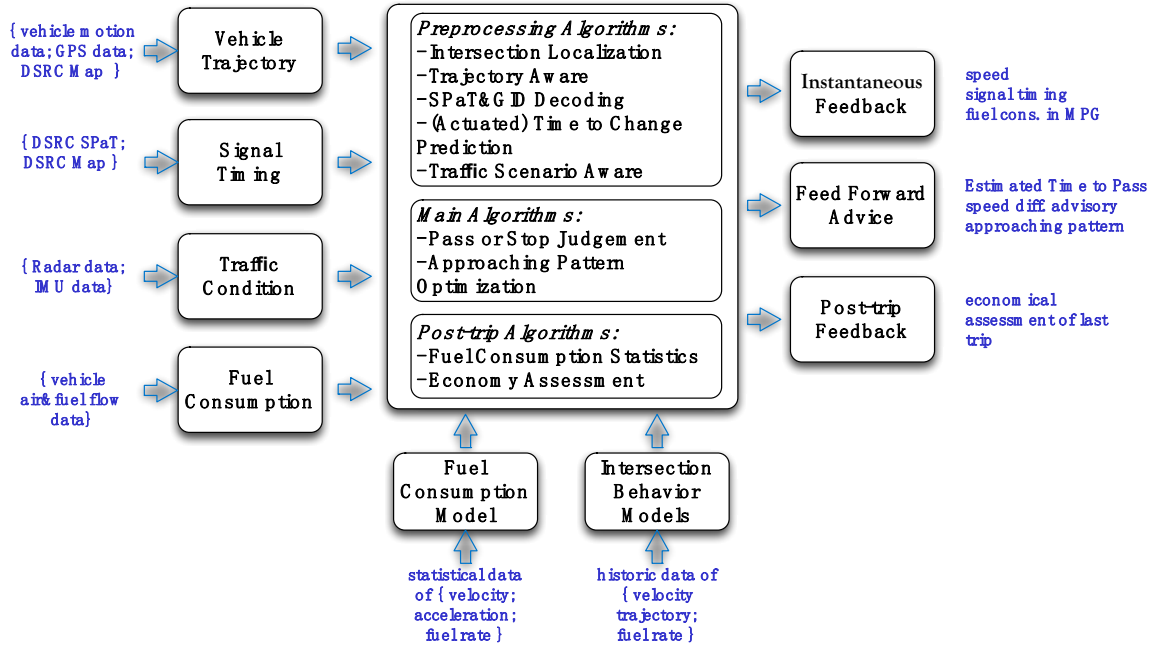 { vehicle motion
data; GPS data;
DSRC Map }
Vehicle
Trajectory
{ DSRC SPaT;
DSRC Map }
Signal
Timing
{ Radar data;
IMU data}
Traffic
Condition
{ vehicle
air& fuel flow
data}
Fuel
Consumption
Preprocessing Algorithms:
-Intersection Localization
-Trajectory Aware
-SPaT&GID Decoding
-(Actuated) Time to Change
Prediction
-Traffic Scenario Aware
Main Algorithms:
-Pass or Stop Judgement
-Approaching Pattern
Optimization
Post-trip Algorithms:
-Fuel Consumption Statistics
-Economy Assessment
Instantaneous
Feedback
speed
signal timing
fuel cons. in MPG
Feed Forward
Advice
Estimated Time to Pass
speed diff. advisory
approaching pattern
Post-trip
Feedback
economical
assessment of last
trip
Fuel
Consumption
Model
statistical data
of { velocity;
acceleration;
fuel rate }
Intersection
Behavior
Models
historic data of
{ velocity
trajectory;
fuel rate }